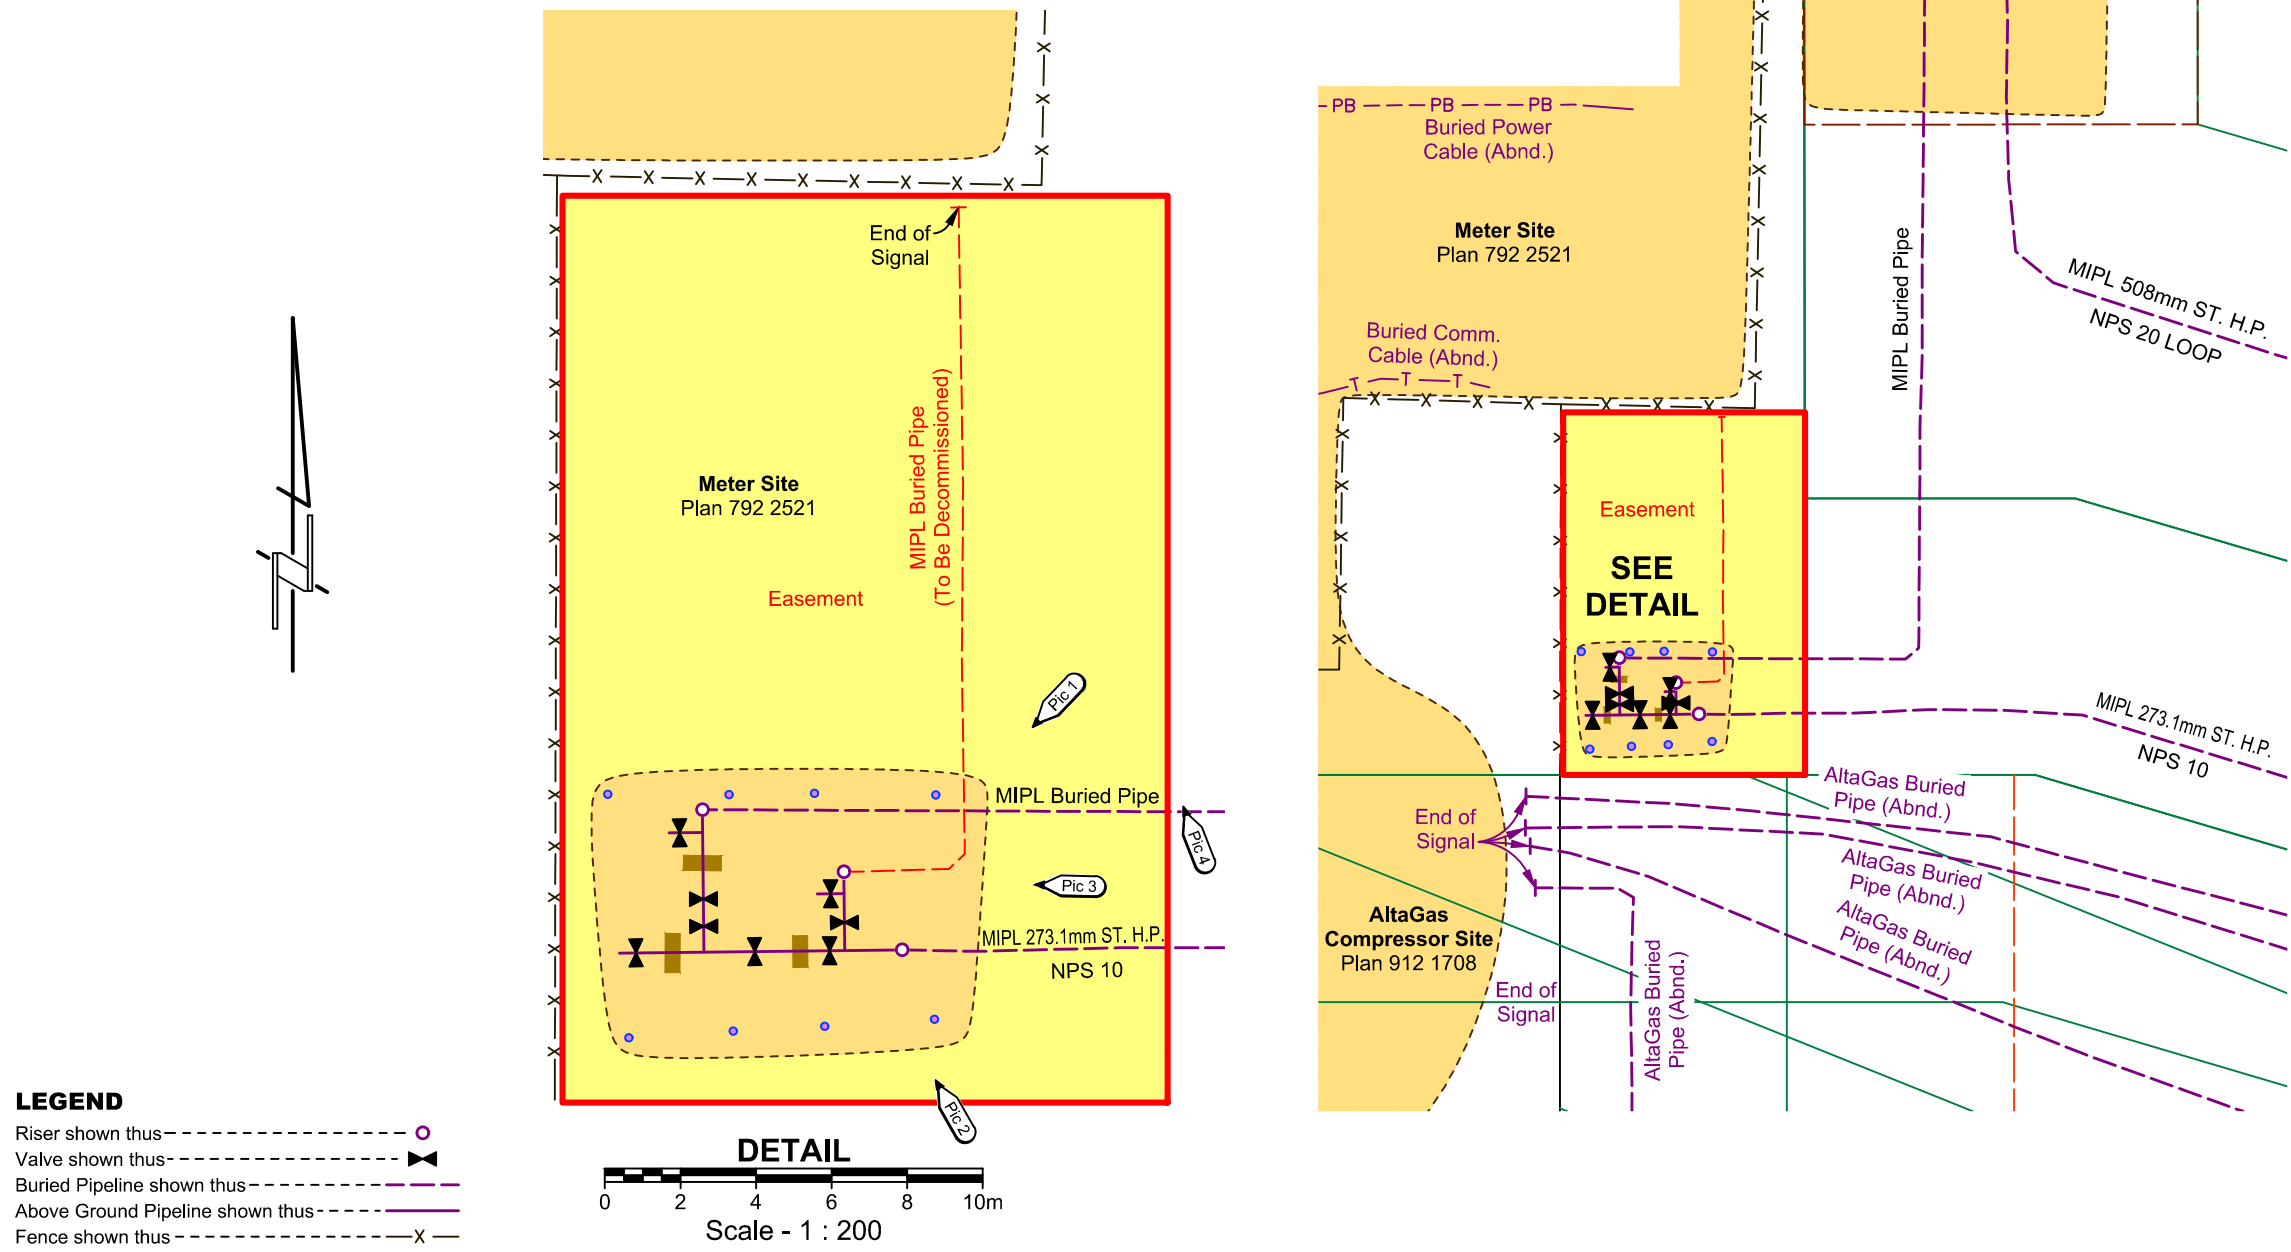 End of
Signal
MIPL Buried Pipe
(To Be Decommissioned)
Meter Site
Plan 792 2521
Easement
Pic 1
MIPL Buried Pipe
Pic 4
Pic 3
MIPL 273.1mm ST. H.P.
NPS 10
Pic 2
DETAIL
0 2 4 6 8 10m
Scale - 1 : 200
LEGEND
Riser shown thus
Valve shown thus
Buried Pipeline shown thus
Above Ground Pipeline shown thus
Fence shown thus X
PB PB PB
Buried Power
Cable (Abnd.)
Meter Site
Plan 792 2521
Buried Comm.
Cable (Abnd.)
T T T
MIPL Buried Pipe
MIPL 508mm ST. H.P.
NPS 20 LOOP
Easement
SEE
DETAIL
MIPL 273.1mm ST. H.P.
NPS 10
AltaGas Buried
Pipe (Abnd.)
End of
Signal
AltaGas Buried
Pipe (Abnd.)
AltaGas Buried
Pipe (Abnd.)
AltaGas
Compressor Site
Plan 912 1708
End of
Signal
AltaGas Buried
Pipe (Abnd.)